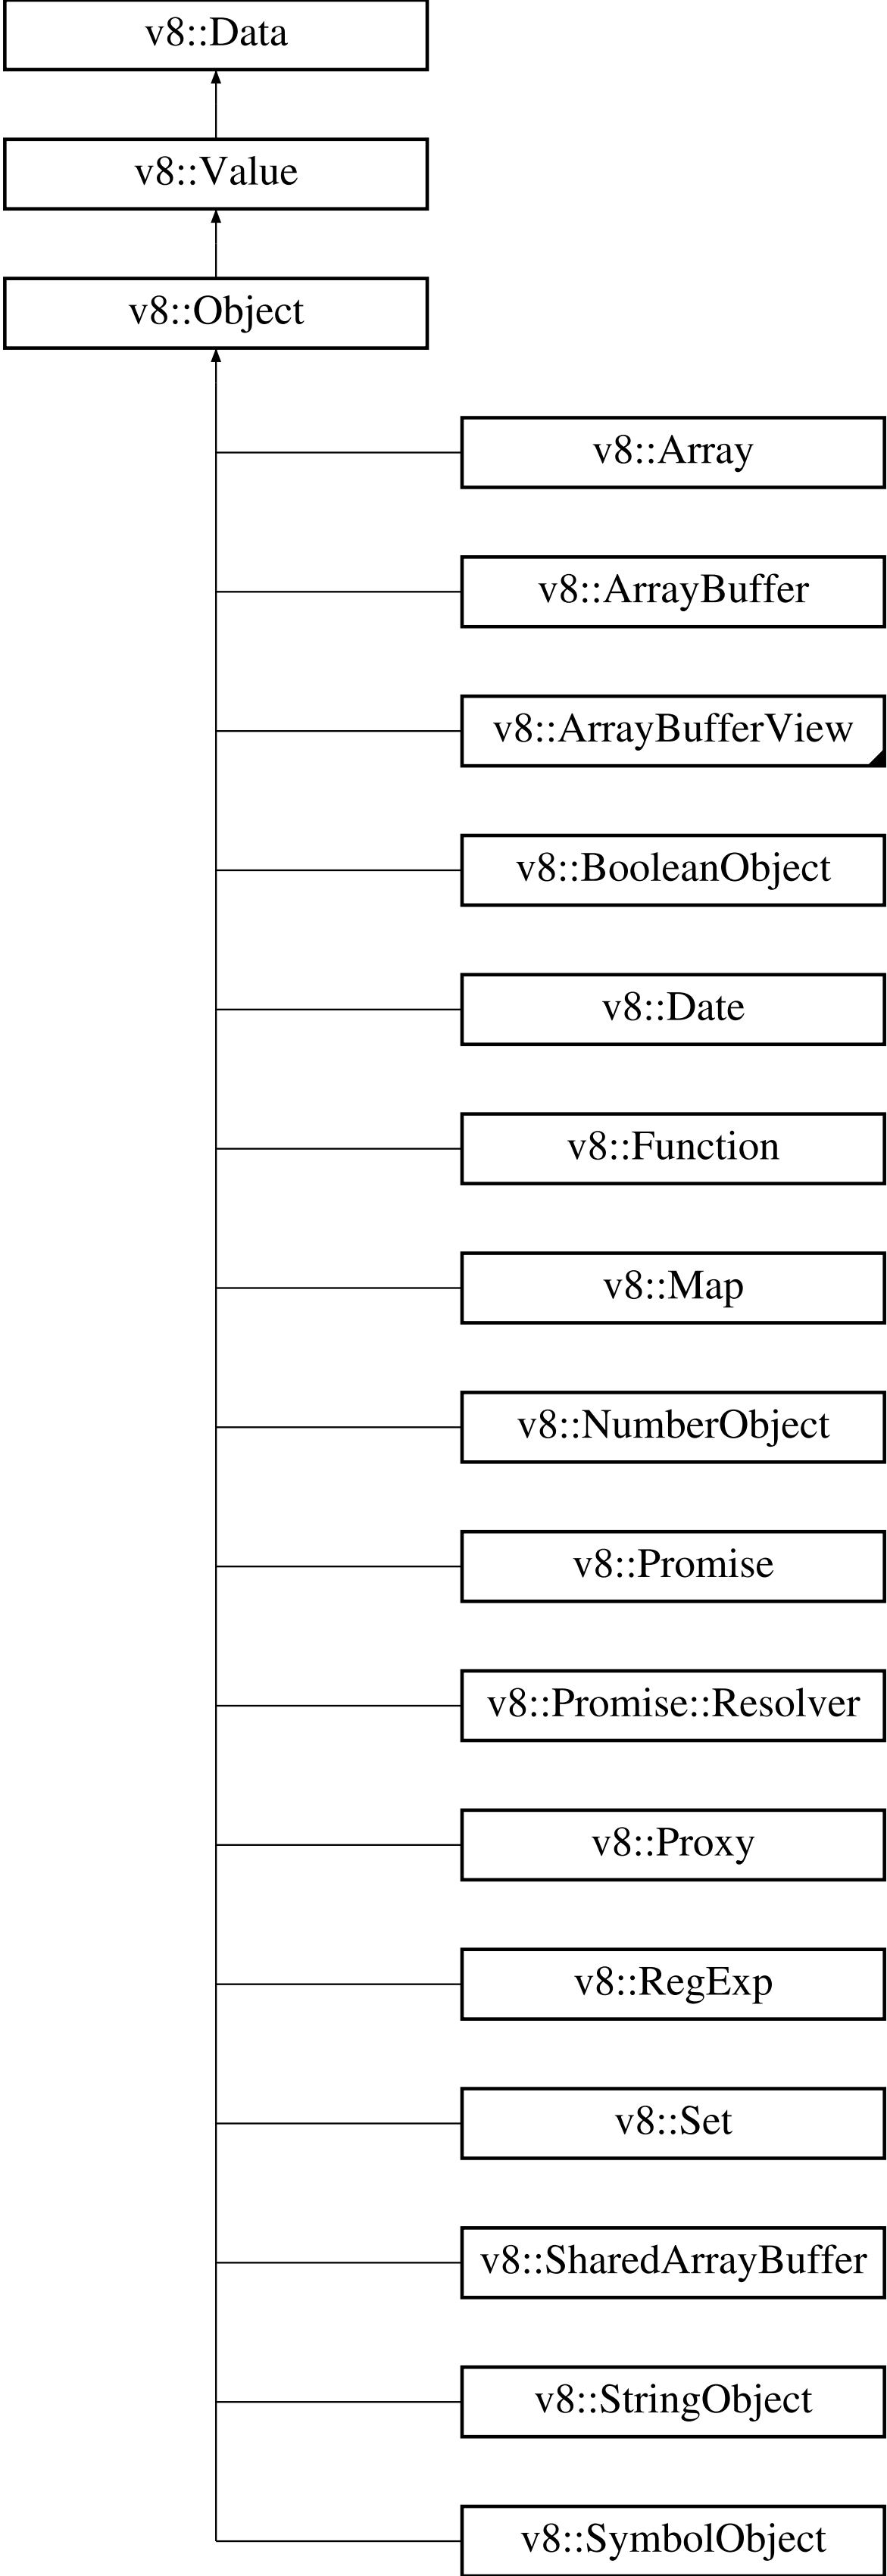 v8::Data
v8::Value
v8::Object
v8::Array
v8::ArrayBuffer
v8::ArrayBufferView
v8::BooleanObject
v8::Date
v8::Function
v8::Map
v8::NumberObject
v8::Promise
v8::Promise::Resolver
v8::Proxy
v8::RegExp
v8::Set
v8::SharedArrayBuffer
v8::StringObject
v8::SymbolObject